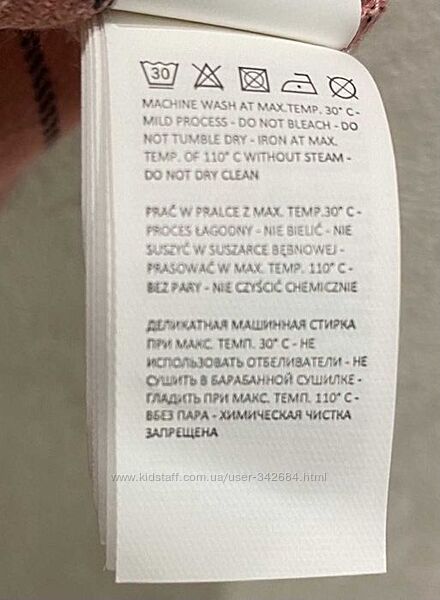 30
MACHINE WASH AT MAX.TEMP. 30° C -
MILD PROCESS - DO NOT BLEACH - DO
NOT TUMBLE DRY - IRON AT MAX.
TEMP. OF 110° C WITHOUT STEAM -
DO NOT DRY CLEAN
PRAĆ W PRALCE Z MAX. TEMP.30° C -
PROCES ŁAGODNY - NIE BIELIĆ - NIE
SUSZYĆ W SUSZARCE BĘBNOWEJ -
PRASOWAĆ W MAX. TEMP. 110° C -
BEZ PARY - NIE CZYŚCIĆ CHEMICZNIE
ДЕЛИКАТНАЯ МАШИННАЯ СТИРКА
ПРИ МАКС. ТЕМП. 30° С - НЕ
ИСПОЛЬЗОВАТЬ ОТБЕЛИВАТЕЛИ - НЕ
СУШИТЬ В БАРАБАННОЙ СУШИЛКЕ -
ГЛАДИТЬ ПРИ МАКС. ТЕМП. 110° С -
ВБЕЗ ПАРА - ХИМИЧЕСКАЯ ЧИСТКА
ЗАПРЕЩЕНА
www.kidstaff.com.ua/user-342684.html